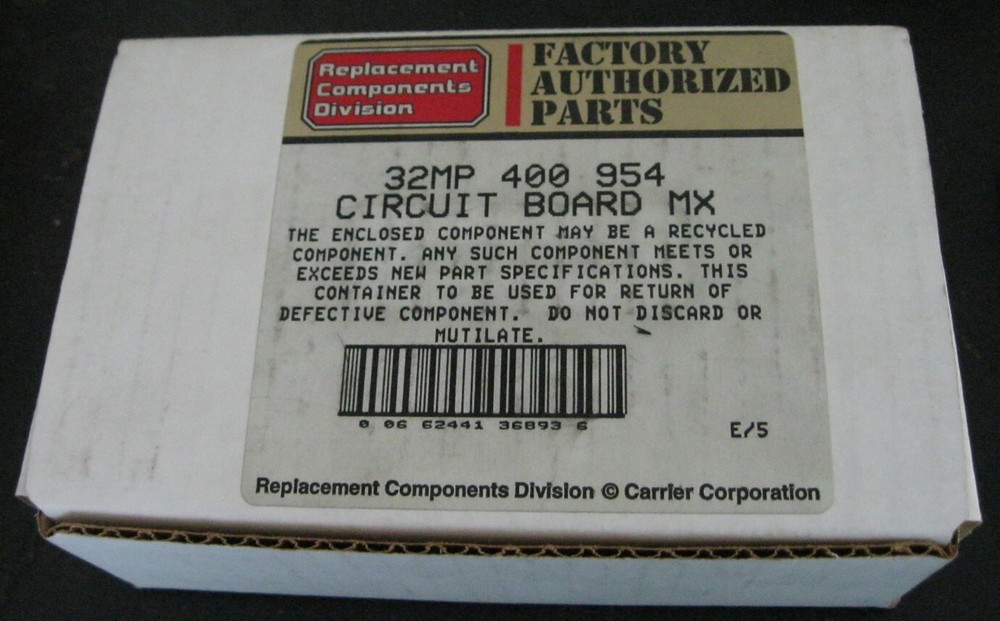 Replacement
Components
Division
FACTORY
AUTHORIZED
PARTS
32MP 400 954
CIRCUIT BOARD MX
THE ENCLOSED COMPONENT MAY BE A RECYCLED
COMPONENT. ANY SUCH COMPONENT MEETS OR
EXCEEDS NEW PART SPECIFICATIONS. THIS
CONTAINER TO BE USED FOR RETURN OF
DEFECTIVE COMPONENT. DO NOT DISCARD OR
MUTILATE.
0 06 62441 36893 6
E/5
Replacement Components Division © Carrier Corporation